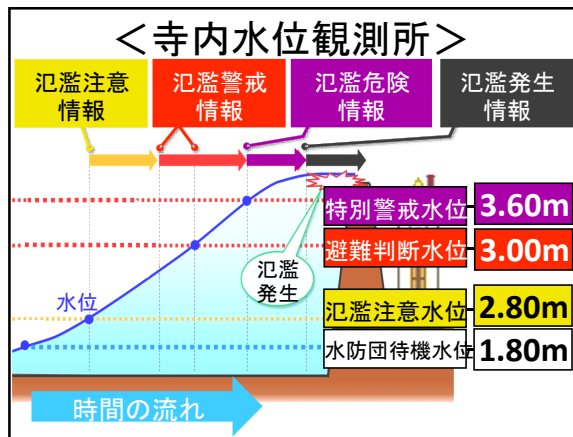 ＜寺内水位観測所＞
氾濫注意
情報
氾濫警戒
情報
氾濫危険
情報
氾濫発生
情報
特別警戒水位
3.60m
避難判断水位
3.00m
氾濫
発生
水位
氾濫注意水位
2.80m
水防団待機水位
1.80m
時間の流れ